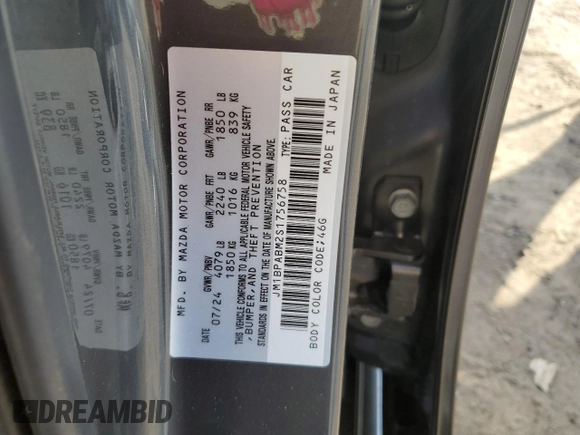 MFD. BY MAZDA MOTOR CORPORATION
DATE GVWR/PNBV GAWR/PNBE FRT GAWR/PNBE RR
07/24 4079 LB 2240 LB 1850 LB
1850 KG 1016 KG 839 KG
THIS VEHICLE CONFORMS TO ALL APPLICABLE FEDERAL MOTOR VEHICLE SAFETY
,BUMPER,AND THEFT PREVENTION
STANDARDS IN EFFECT ON THE DATE OF MANUFACTURE SHOWN ABOVE.
JM1BPABM2S1756758 TYPE: PASS CAR
BODY COLOR CODE;46G MADE IN JAPAN
DREAMBID